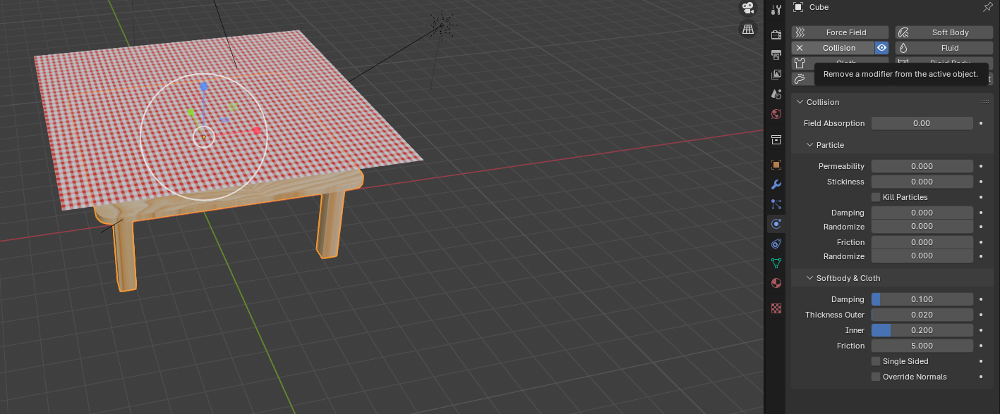 Cube
Force Field Soft Body
Collision Fluid
Remove a modifier from the active object.
Collision
Field Absorption 0.00
Particle
Permeability 0.000
Stickiness 0.000
Kill Particles
Damping 0.000
Randomize 0.000
Friction 0.000
Randomize 0.000
Softbody & Cloth
Damping 0.100
Thickness Outer 0.020
Inner 0.200
Friction 5.000
Single Sided
Override Normals